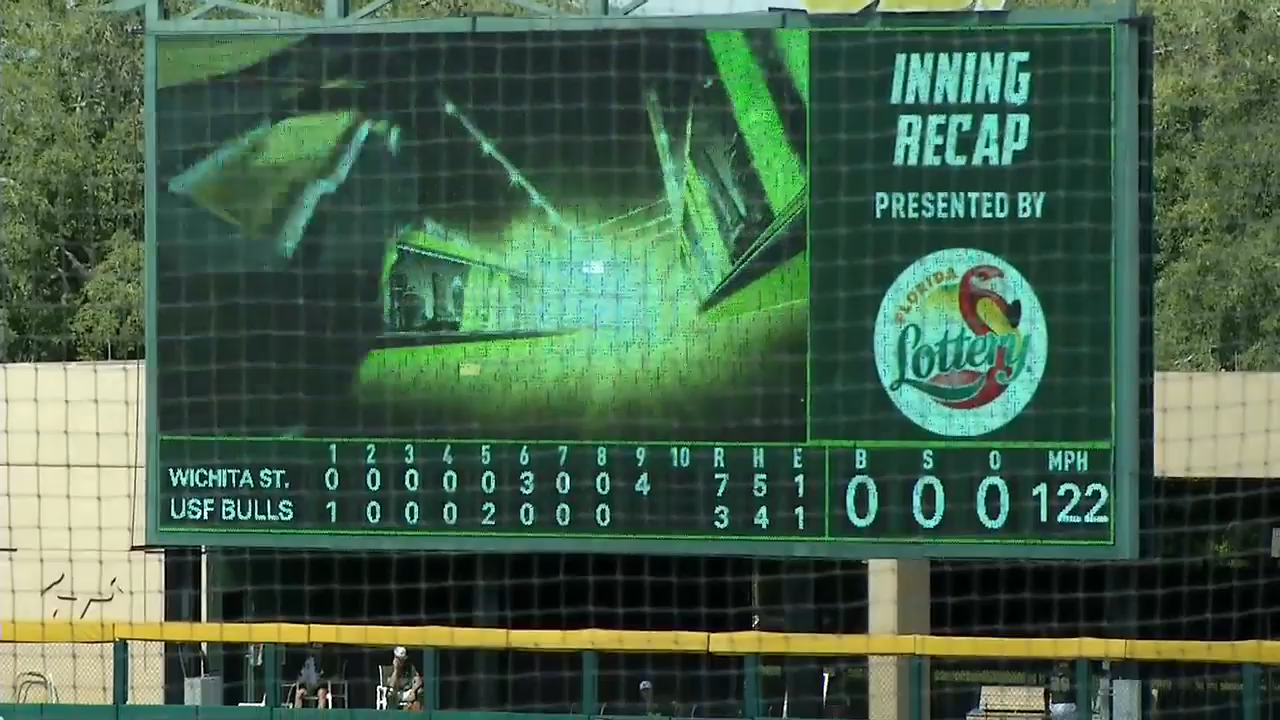 INNING
RECAP
PRESENTED BY
FLORIDA
Lottery
1 2 3 4 5 6 7 8 9 10 R H E B S O MPH
WICHITA ST. 0 0 0 0 0 3 0 0 4 7 5 1
USF BULLS 1 0 0 0 2 0 0 0 3 4 1
0 0 0 122